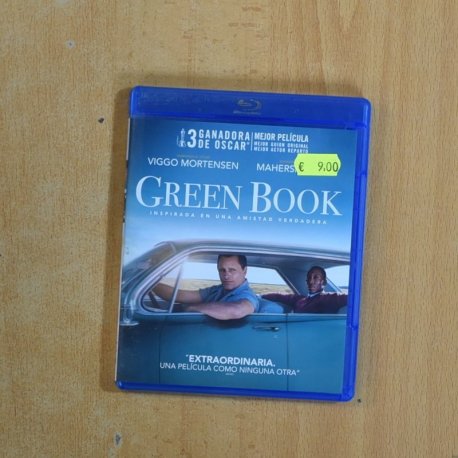 3 GANADORA DE OSCAR®
MEJOR PELÍCULA
MEJOR GUION ORIGINAL
MEJOR ACTOR REPARTO
VIGGO MORTENSEN MAHERS
€ 9,00
GREEN BOOK
INSPIRADA EN UNA AMISTAD VERDADERA
"EXTRAORDINARIA.
UNA PELÍCULA COMO NINGUNA OTRA"